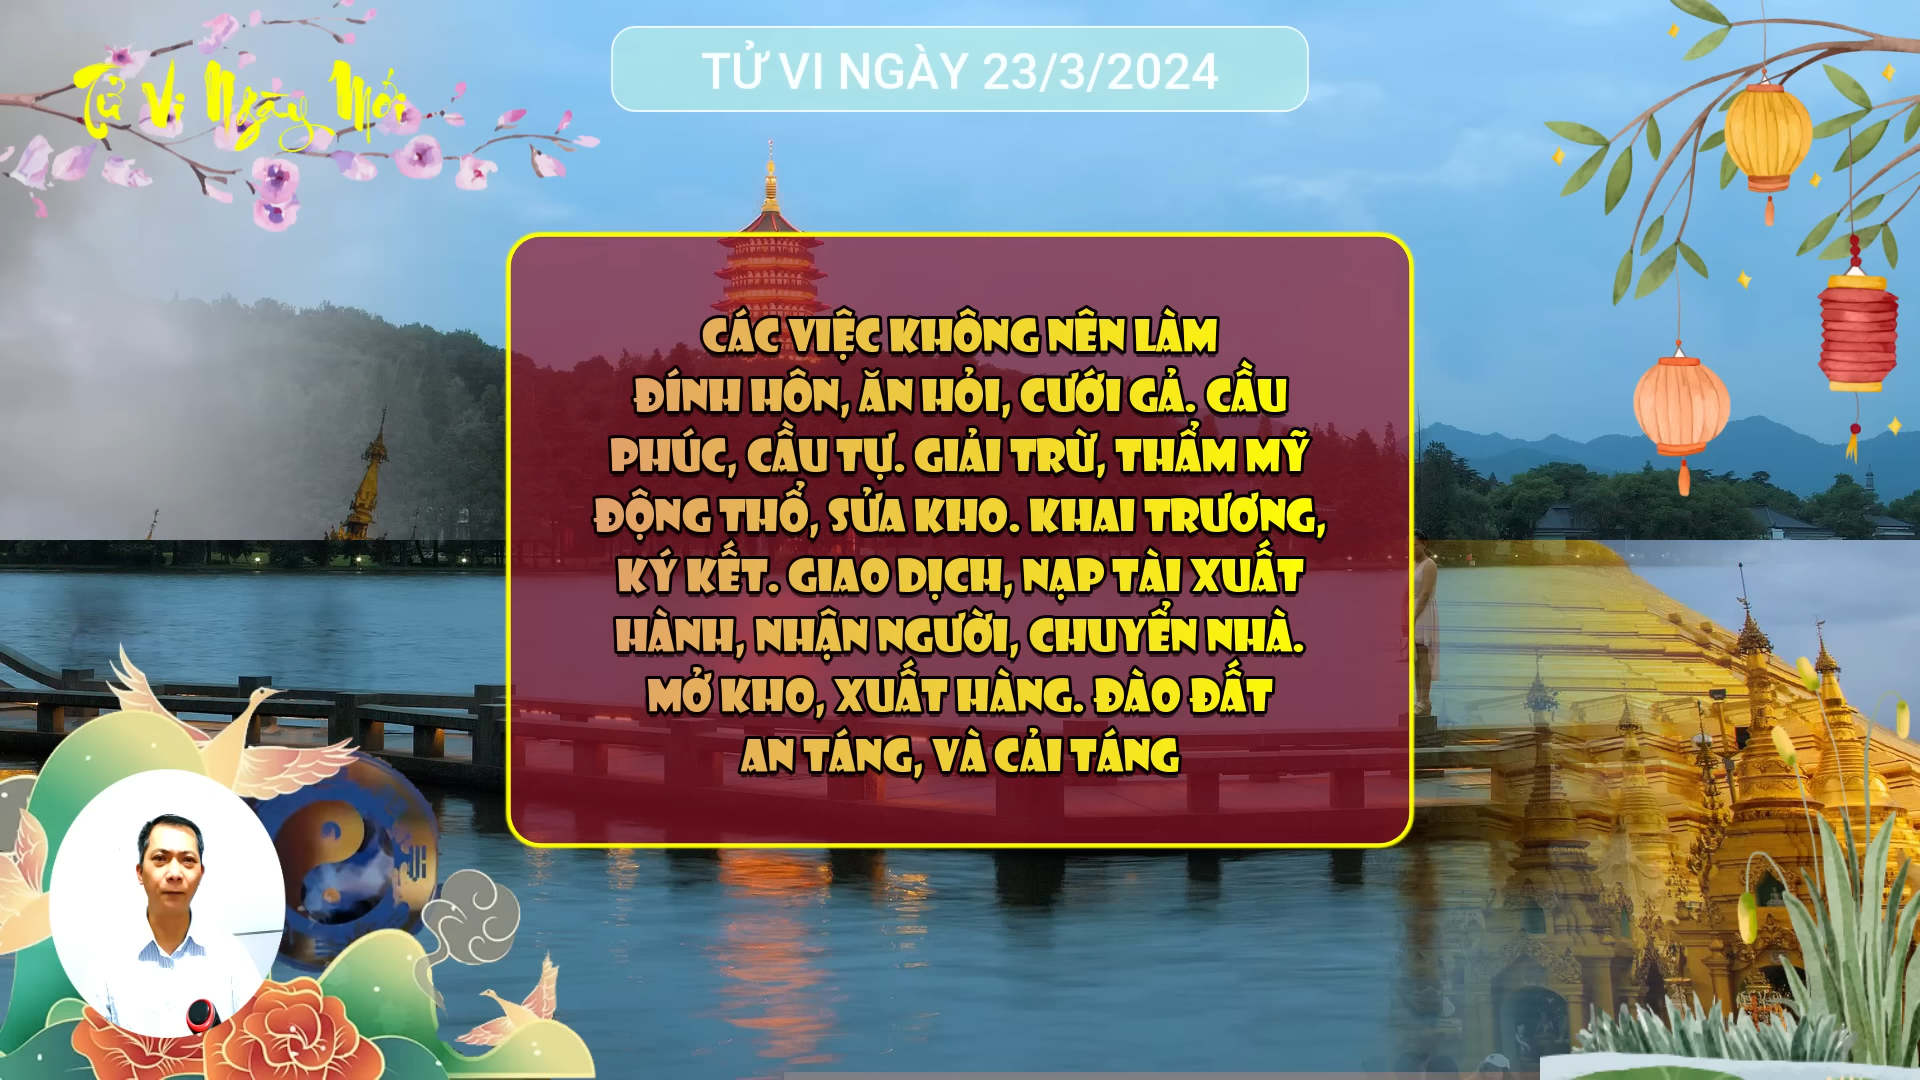 Tử Vi Ngày Mới
TỬ VI NGÀY 23/3/2024
CÁC VIỆC KHÔNG NÊN LÀM
ĐÍNH HÔN, ĂN HỎI, CƯỚI GẢ. CẦU
PHÚC, CẦU TỰ. GIẢI TRỪ, THẨM MỸ
ĐỘNG THỔ, SỬA KHO. KHAI TRƯƠNG,
KÝ KẾT. GIAO DỊCH, NẠP TÀI XUẤT
HÀNH, NHẬN NGƯỜI, CHUYỂN NHÀ.
MỞ KHO, XUẤT HÀNG. ĐÀO ĐẤT
AN TÁNG, VÀ CẢI TÁNG